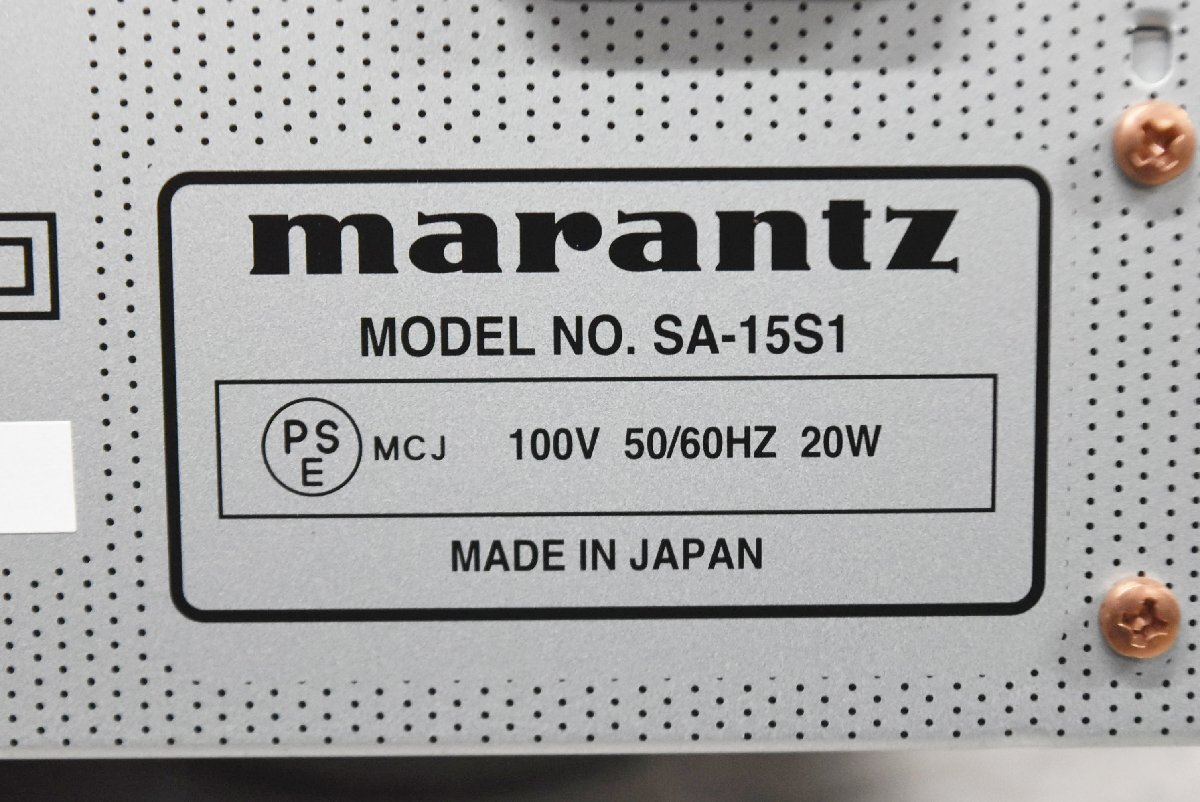 marantz
MODEL NO. SA-15S1
PS
E
MCJ 100V 50/60HZ 20W
MADE IN JAPAN